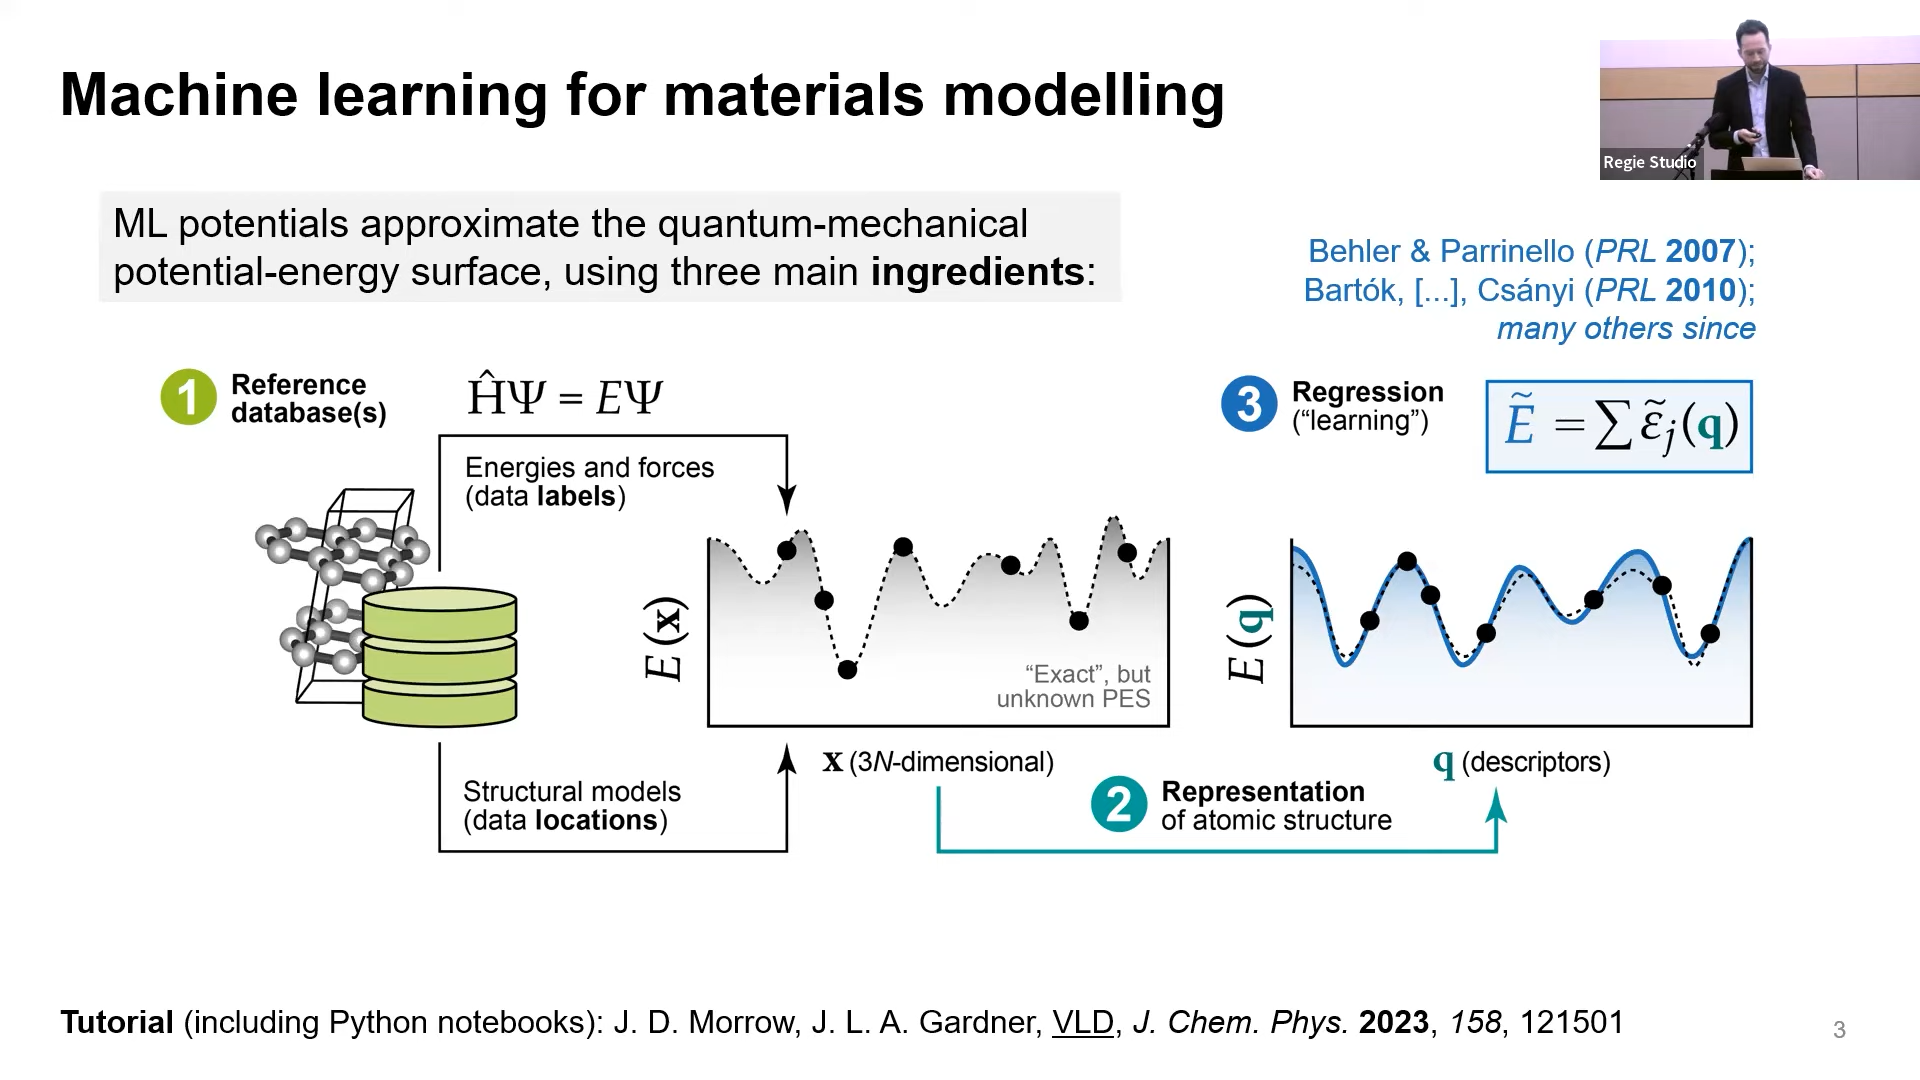 Machine learning for materials modelling
Regie Studio
ML potentials approximate the quantum-mechanical
potential-energy surface, using three main ingredients:
Behler & Parrinello (PRL 2007);
Bartók, [...], Csányi (PRL 2010);
many others since
1 Reference
database(s)
ĤΨ = EΨ
Energies and forces
(data labels)
3 Regression
("learning")
Ẽ = ∑ ε̃ⱼ(q)
E(x)
"Exact", but
unknown PES
E(q)
x (3N-dimensional)
q (descriptors)
Structural models
(data locations)
2 Representation
of atomic structure
Tutorial (including Python notebooks): J. D. Morrow, J. L. A. Gardner, VLD, J. Chem. Phys. 2023, 158, 121501
3